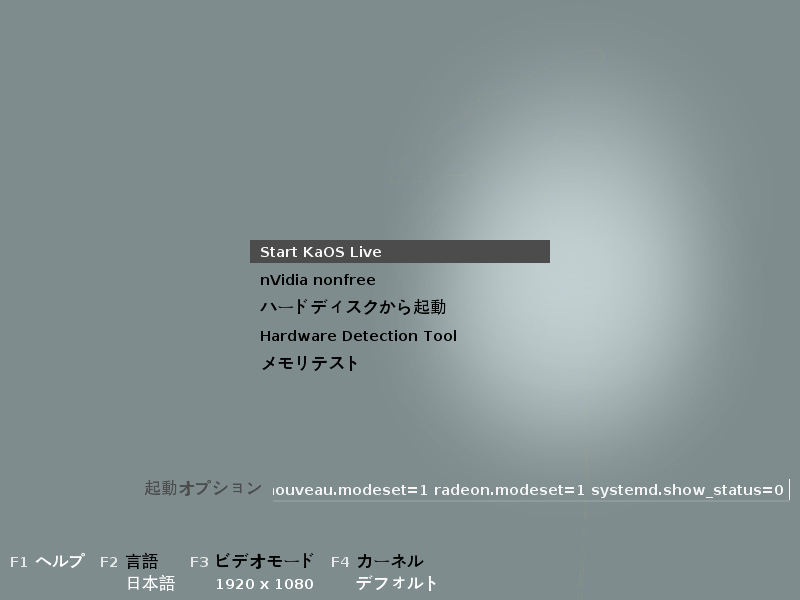 Start KaOS Live
nVidia nonfree
ハードディスクから起動
Hardware Detection Tool
メモリテスト
起動オプション ouveau.modeset=1 radeon.modeset=1 systemd.show_status=0
F1 ヘルプ F2 言語 F3 ビデオモード F4 カーネル
日本語 1920 x 1080 デフォルト